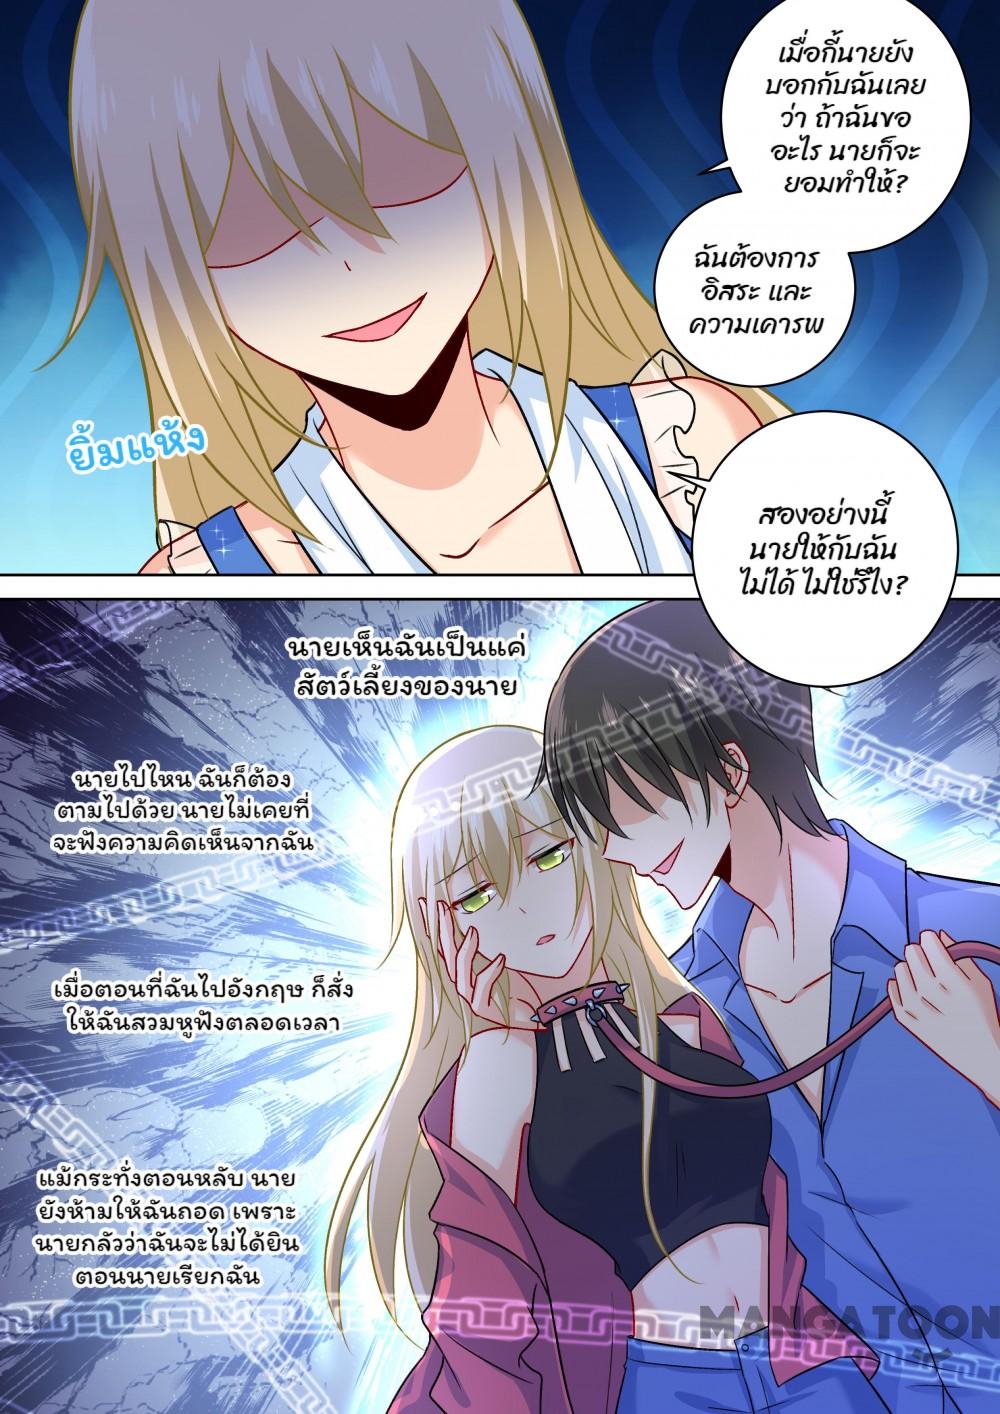 เมื่อกี้นายยัง
บอกกับฉันเลย
ว่า ถ้าฉันขอ
อะไร นายก็จะ
ยอมทำให้?
ฉันต้องการ
อิสระ และ
ความเคารพ
ยิ้มแห้ง
สองอย่างนี้
นายให้กับฉัน
ไม่ได้ ไม่ใช่รึไง?
นายเห็นฉันเป็นแค่
สัตว์เลี้ยงของนาย
นายไปไหน ฉันก็ต้อง
ตามไปด้วย นายไม่เคยที่
จะฟังความคิดเห็นจากฉัน
เมื่อตอนที่ฉันไปอังกฤษ ก็สั่ง
ให้ฉันสวมหูฟังตลอดเวลา
แม้กระทั่งตอนหลับ นาย
ยังห้ามให้ฉันถอด เพราะ
นายกลัวว่าฉันจะไม่ได้ยิน
ตอนนายเรียกฉัน
MANGATOON